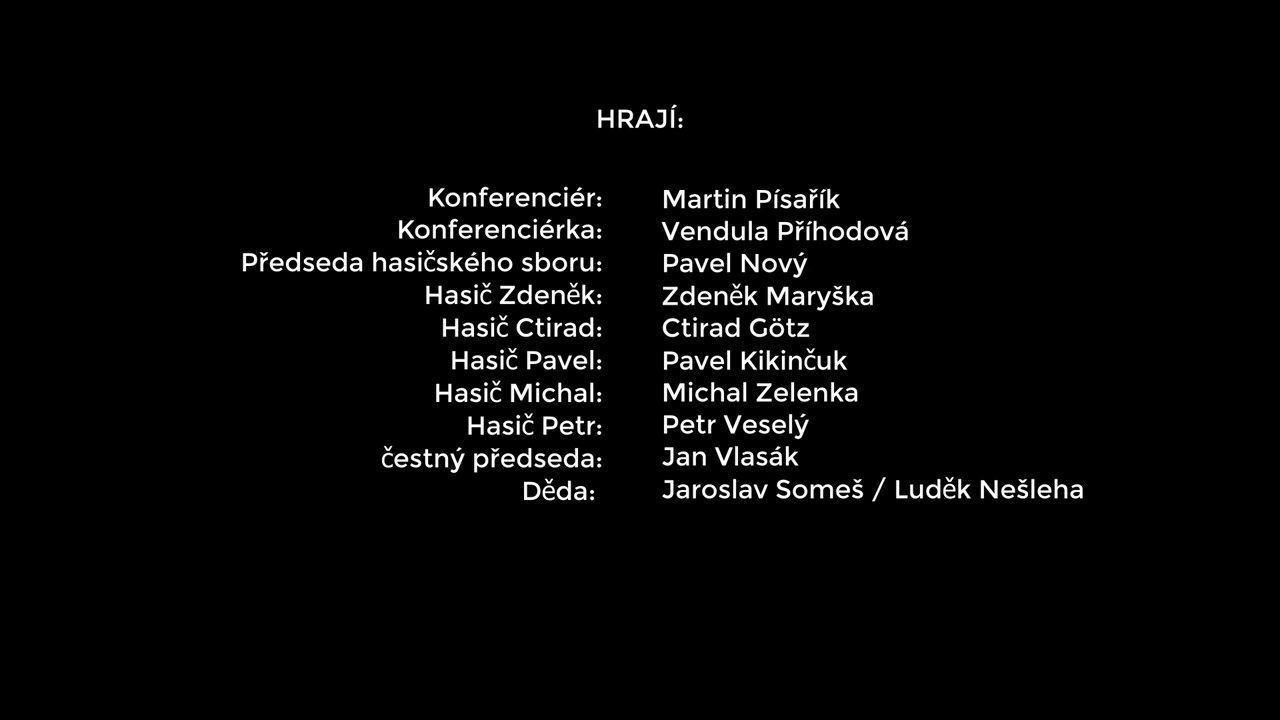 HRAJÍ:
Konferenciér: Martin Písařík
Konferenciérka: Vendula Příhodová
Předseda hasičského sboru: Pavel Nový
Hasič Zdeněk: Zdeněk Maryška
Hasič Ctirad: Ctirad Götz
Hasič Pavel: Pavel Kikinčuk
Hasič Michal: Michal Zelenka
Hasič Petr: Petr Veselý
čestný předseda: Jan Vlasák
Děda: Jaroslav Someš / Luděk Nešleha